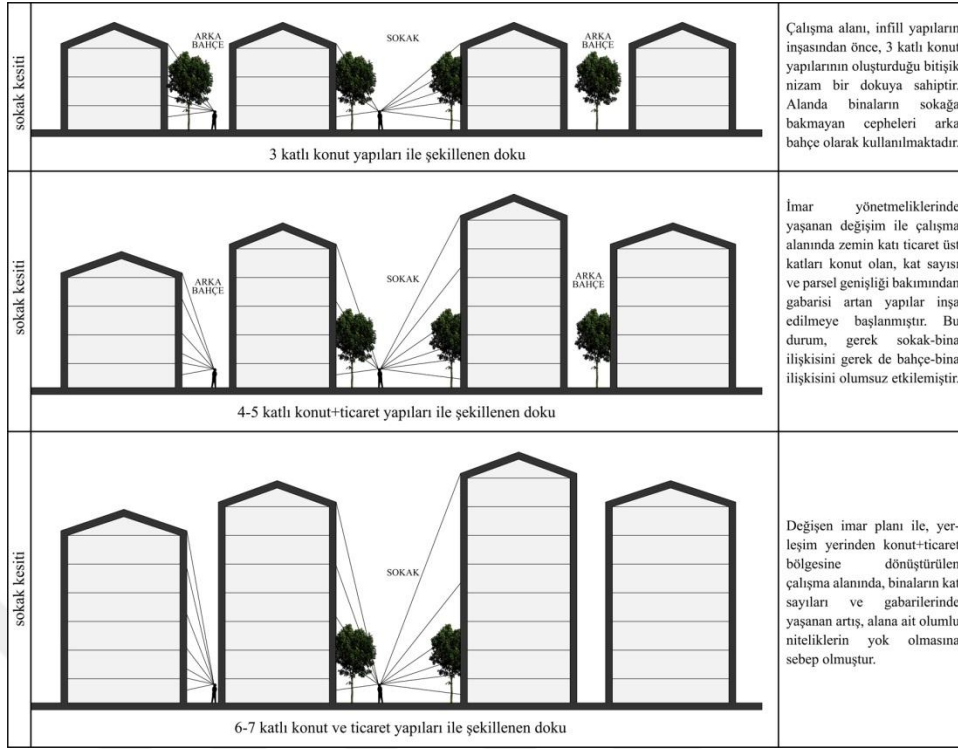 sokak kesiti
ARKA
BAHÇE
SOKAK
ARKA
BAHÇE
3 katlı konut yapıları ile şekillenen doku
Çalışma alanı, infill yapıların
inşasından önce, 3 katlı konut
yapılarının oluşturduğu bitişik
nizam bir dokuya sahiptir.
Alanda binaların sokağa
bakmayan cepheleri arka
bahçe olarak kullanılmaktadır.
sokak kesiti
ARKA
BAHÇE
SOKAK
ARKA
BAHÇE
4-5 katlı konut+ticaret yapıları ile şekillenen doku
İmar yönetmeliklerinde
yaşanan değişim ile çalışma
alanında zemin katı ticaret üst
katları konut olan, kat sayısı
ve parsel genişliği bakımından
gabarisi artan yapılar inşa
edilmeye başlanmıştır. Bu
durum, gerek sokak-bina
ilişkisini gerek de bahçe-bina
ilişkisini olumsuz etkilemiştir.
sokak kesiti
SOKAK
6-7 katlı konut ve ticaret yapıları ile şekillenen doku
Değişen imar planı ile, yer-
leşim yerinden konut+ticaret
bölgesine dönüştürülen
çalışma alanında, binaların kat
sayıları ve gabarilerinde
yaşanan artış, alana ait olumlu
niteliklerin yok olmasına
sebep olmuştur.